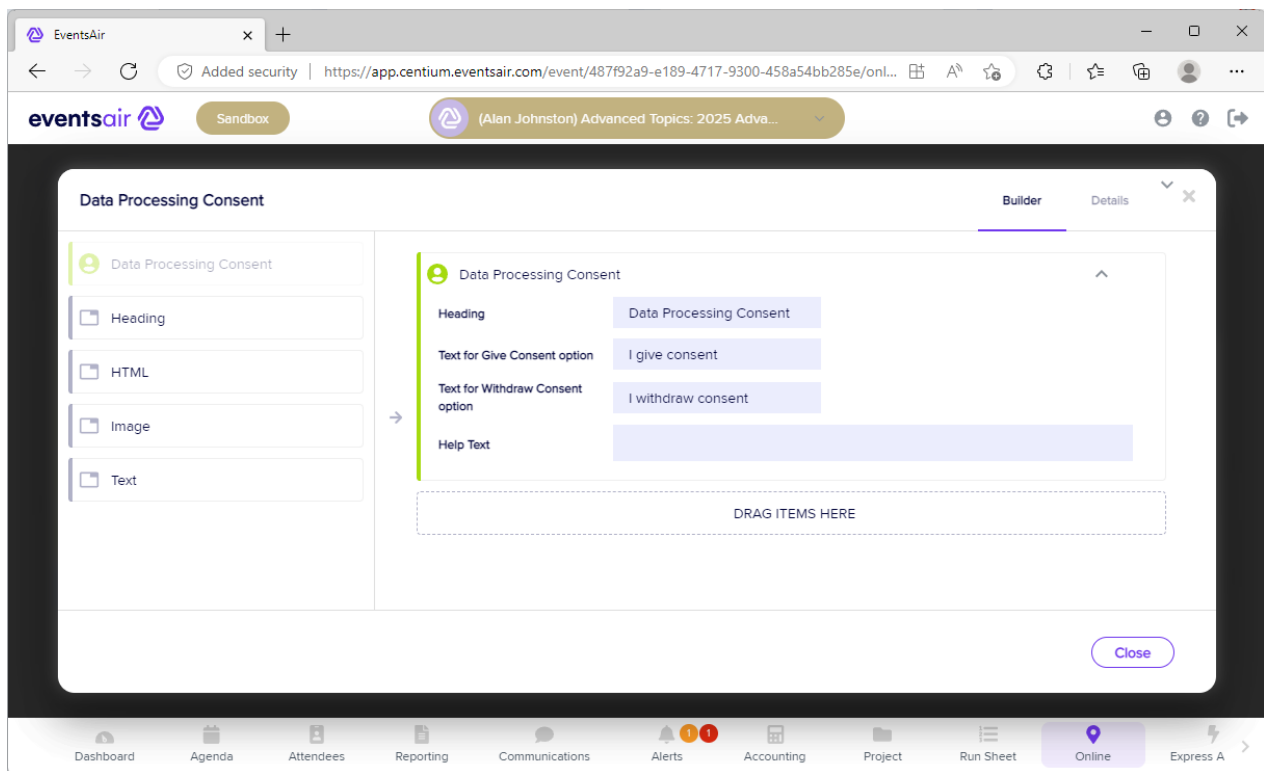 EventsAir
Added security
https://app.centium.eventsair.com/event/487f92a9-e189-4717-9300-458a54bb285e/onl...
eventsair
Sandbox
(Alan Johnston) Advanced Topics: 2025 Adva...
Data Processing Consent
Builder
Details
Data Processing Consent
Heading
HTML
Image
Text
Data Processing Consent
Heading
Data Processing Consent
Text for Give Consent option
I give consent
Text for Withdraw Consent
option
I withdraw consent
Help Text
DRAG ITEMS HERE
Close
Dashboard
Agenda
Attendees
Reporting
Communications
1
1
Alerts
Accounting
Project
Run Sheet
Online
Express A